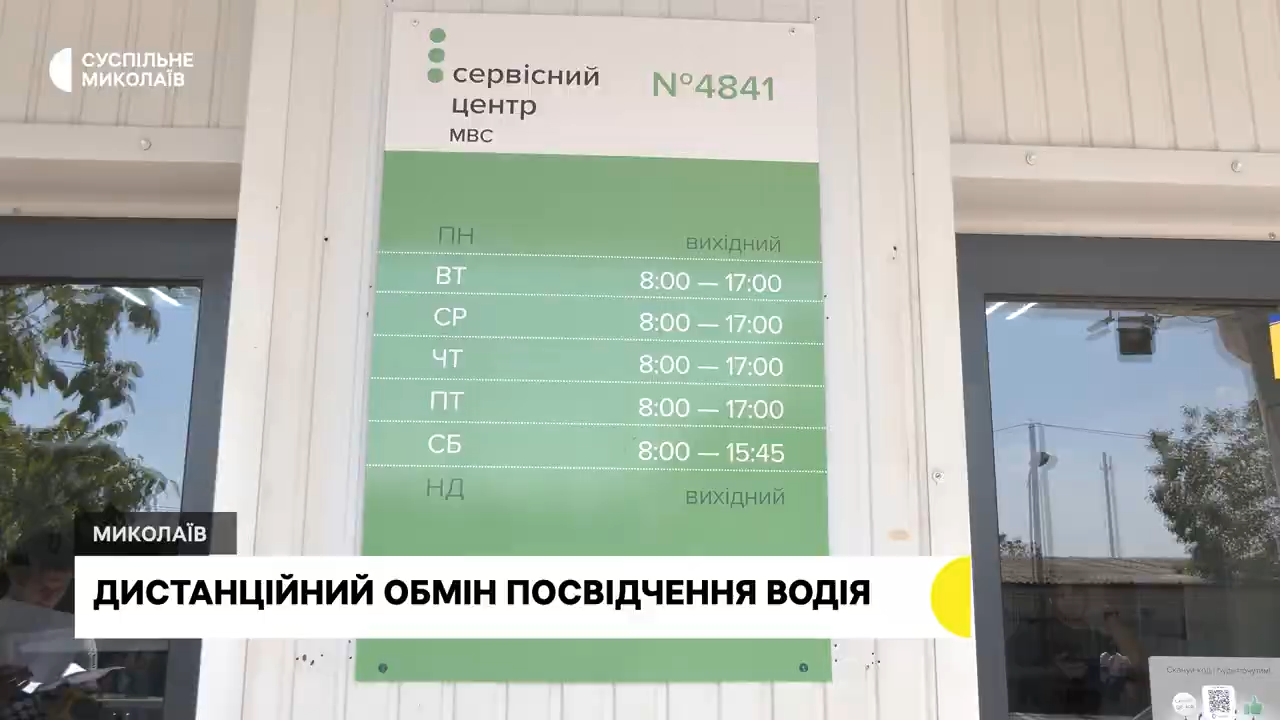 СУСПІЛЬНЕ
МИКОЛАЇВ
сервісний
центр
МВС
N°4841
ПН вихідний
ВТ 8:00 — 17:00
СР 8:00 — 17:00
ЧТ 8:00 — 17:00
ПТ 8:00 — 17:00
СБ 8:00 — 15:45
НД вихідний
МИКОЛАЇВ
ДИСТАНЦІЙНИЙ ОБМІН ПОСВІДЧЕННЯ ВОДІЯ